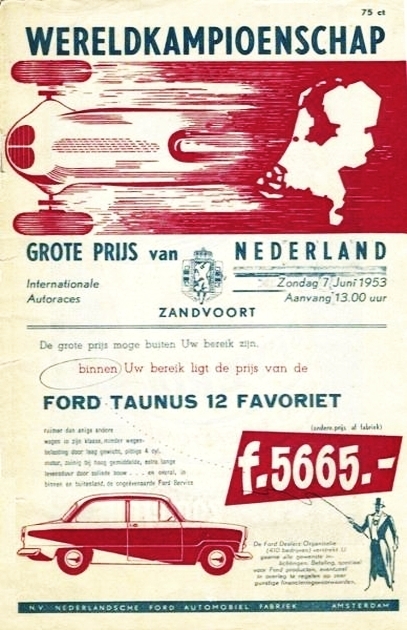 75 ct
WERELDKAMPIOENSCHAP
GROTE PRIJS van NEDERLAND
Internationale
Autoraces
Zondag 7 Juni 1953
Aanvang 13.00 uur
ZANDVOORT
De grote prijs moge buiten Uw bereik zijn,
binnen Uw bereik ligt de prijs van de
FORD TAUNUS 12 FAVORIET
ruimer dan enige andere
wagen in zijn klasse, minder wegen-
belasting door laag gewicht, pittige 4 cyl.
motor, zuinig bij hoog gemiddelde, extra lange
levensduur door solide bouw . . . en overal, in
binnen en buitenland, de ongeëvenaarde Ford Service
prijs af fabriek)
f.5665.-
De Ford Dealers Organisatie
(410 bedrijven) verstrekt U
gaarne alle gewenste in-
lichtingen. Betaling, speciaal
voor Ford producten, eventueel
in overleg te regelen op zeer
gunstige financieringsvoorwaarden.
N.V. NEDERLANDSCHE FORD AUTOMOBIEL FABRIEK AMSTERDAM